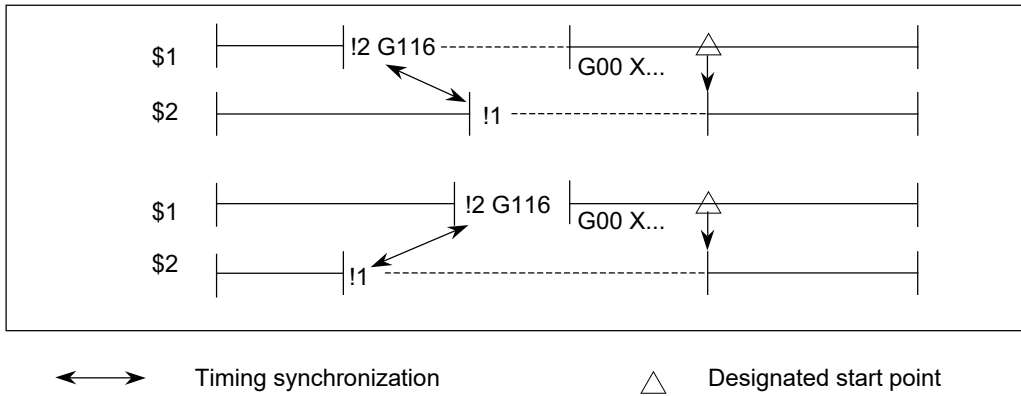 $1 !2 G116 G00 X...
$2 !1
$1 !2 G116 G00 X...
$2 !1
Timing synchronization Designated start point